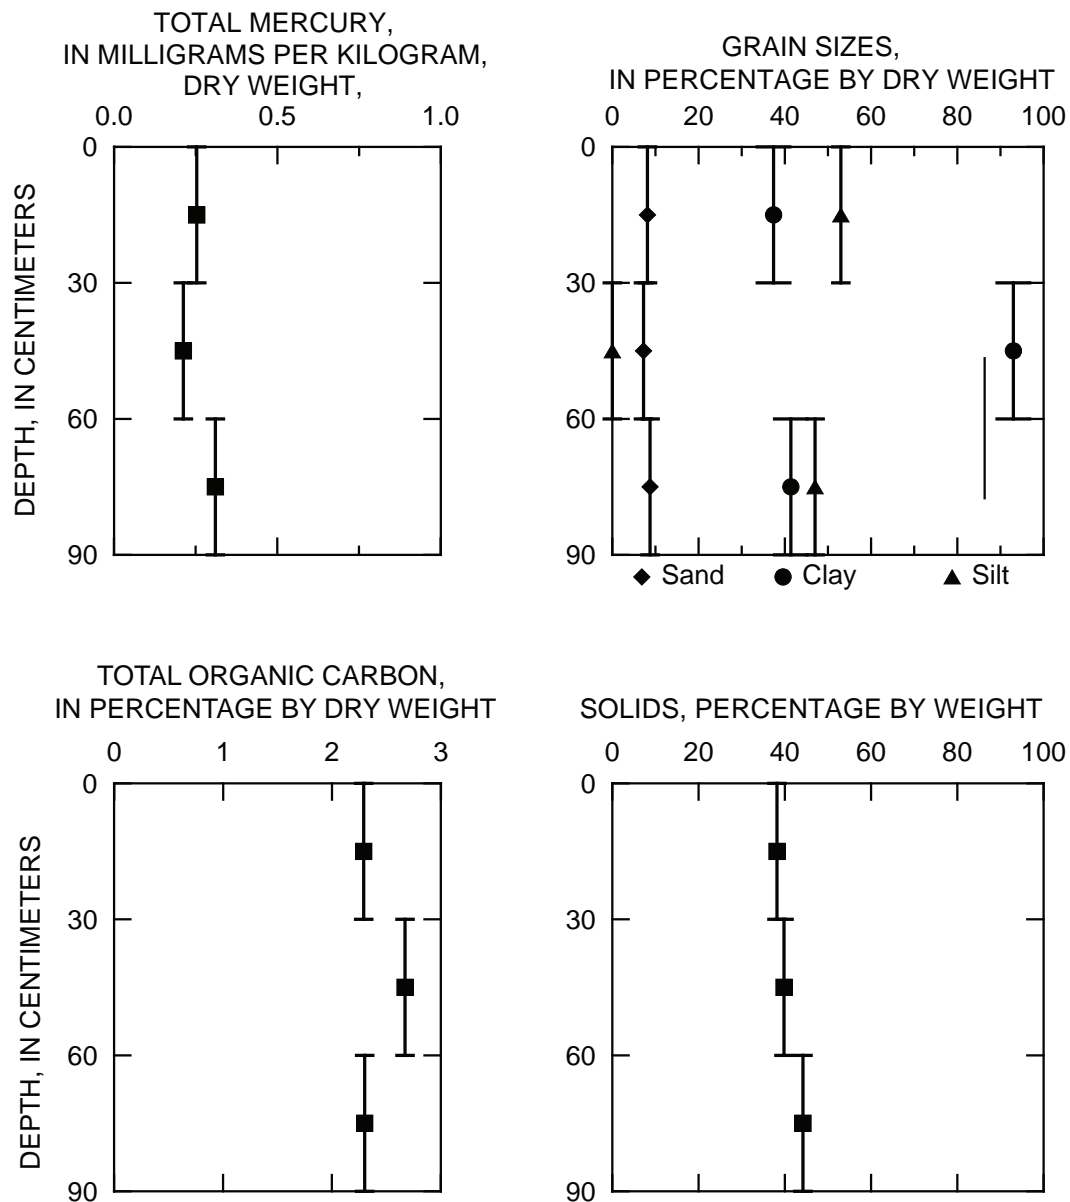 TOTAL MERCURY,
IN MILLIGRAMS PER KILOGRAM,
DRY WEIGHT,
0.0 0.5 1.0
0
30
60
90
DEPTH, IN CENTIMETERS
GRAIN SIZES,
IN PERCENTAGE BY DRY WEIGHT
0 20 40 60 80 100
0
30
60
90
Sand Clay Silt
TOTAL ORGANIC CARBON,
IN PERCENTAGE BY DRY WEIGHT
0 1 2 3
0
30
60
90
DEPTH, IN CENTIMETERS
SOLIDS, PERCENTAGE BY WEIGHT
0 20 40 60 80 100
0
30
60
90